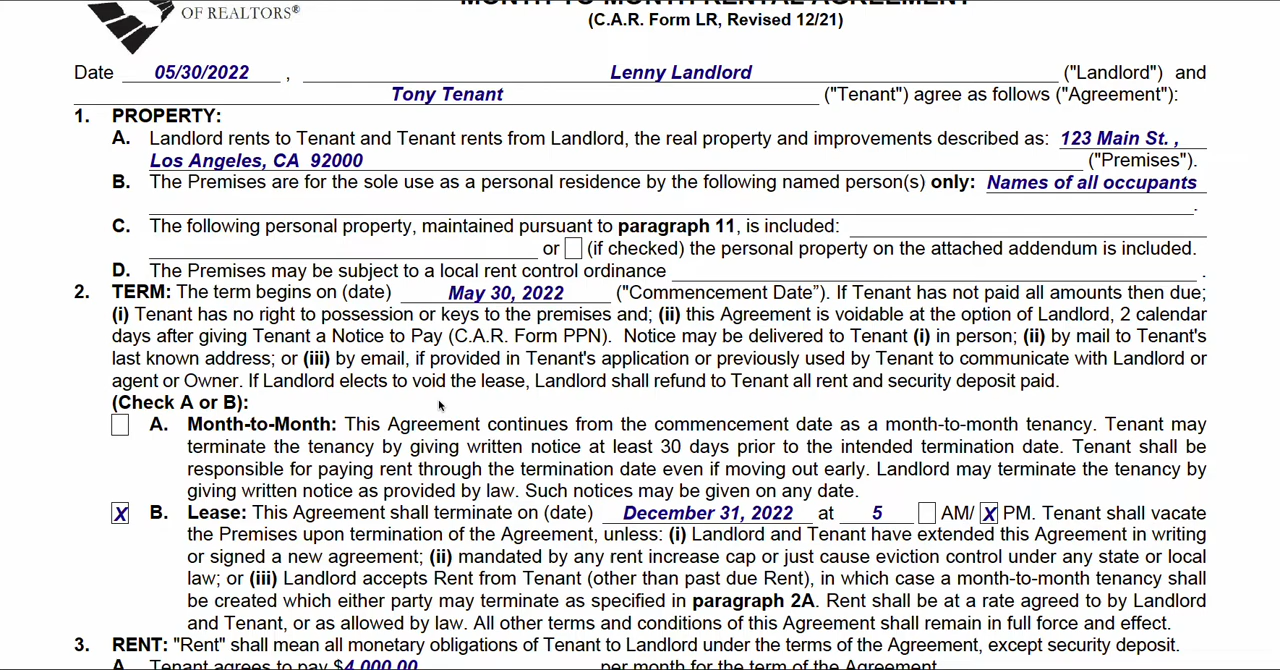 OF REALTORS®
MONTH-TO-MONTH RENTAL AGREEMENT
(C.A.R. Form LR, Revised 12/21)
Date 05/30/2022 , Lenny Landlord ("Landlord") and
Tony Tenant ("Tenant") agree as follows ("Agreement"):
1. PROPERTY:
A. Landlord rents to Tenant and Tenant rents from Landlord, the real property and improvements described as: 123 Main St. ,
Los Angeles, CA 92000 ("Premises").
B. The Premises are for the sole use as a personal residence by the following named person(s) only: Names of all occupants
.
C. The following personal property, maintained pursuant to paragraph 11, is included:
or (if checked) the personal property on the attached addendum is included.
D. The Premises may be subject to a local rent control ordinance .
2. TERM: The term begins on (date) May 30, 2022 ("Commencement Date”). If Tenant has not paid all amounts then due;
(i) Tenant has no right to possession or keys to the premises and; (ii) this Agreement is voidable at the option of Landlord, 2 calendar
days after giving Tenant a Notice to Pay (C.A.R. Form PPN). Notice may be delivered to Tenant (i) in person; (ii) by mail to Tenant's
last known address; or (iii) by email, if provided in Tenant's application or previously used by Tenant to communicate with Landlord or
agent or Owner. If Landlord elects to void the lease, Landlord shall refund to Tenant all rent and security deposit paid.
(Check A or B):
A. Month-to-Month: This Agreement continues from the commencement date as a month-to-month tenancy. Tenant may
terminate the tenancy by giving written notice at least 30 days prior to the intended termination date. Tenant shall be
responsible for paying rent through the termination date even if moving out early. Landlord may terminate the tenancy by
giving written notice as provided by law. Such notices may be given on any date.
X B. Lease: This Agreement shall terminate on (date) December 31, 2022 at 5 AM/ X PM. Tenant shall vacate
the Premises upon termination of the Agreement, unless: (i) Landlord and Tenant have extended this Agreement in writing
or signed a new agreement; (ii) mandated by any rent increase cap or just cause eviction control under any state or local
law; or (iii) Landlord accepts Rent from Tenant (other than past due Rent), in which case a month-to-month tenancy shall
be created which either party may terminate as specified in paragraph 2A. Rent shall be at a rate agreed to by Landlord
and Tenant, or as allowed by law. All other terms and conditions of this Agreement shall remain in full force and effect.
3. RENT: "Rent" shall mean all monetary obligations of Tenant to Landlord under the terms of the Agreement, except security deposit.
A. Tenant agrees to pay $4,000.00 per month for the term of the Agreement.